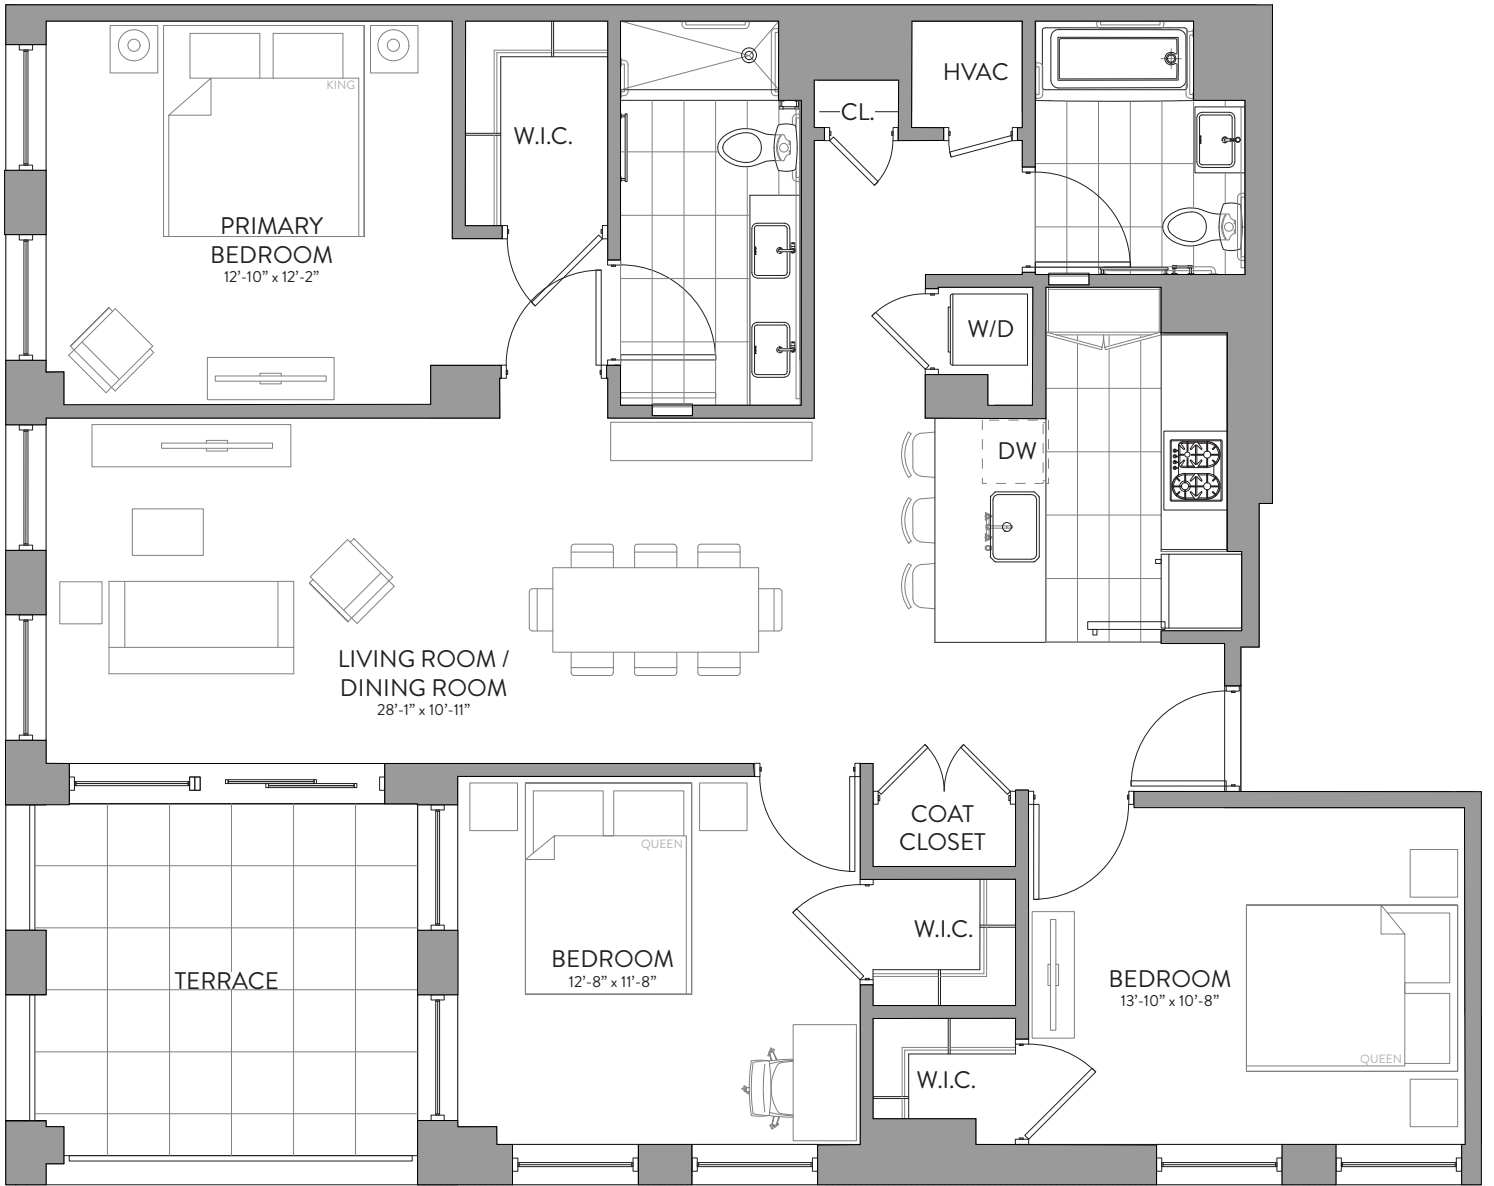 KING
HVAC
CL.
W.I.C.
PRIMARY
BEDROOM
12'-10" x 12'-2"
W/D
DW
LIVING ROOM /
DINING ROOM
28'-1" x 10'-11"
COAT
CLOSET
QUEEN
W.I.C.
BEDROOM
12'-8" x 11'-8"
TERRACE
BEDROOM
13'-10" x 10'-8"
QUEEN
W.I.C.